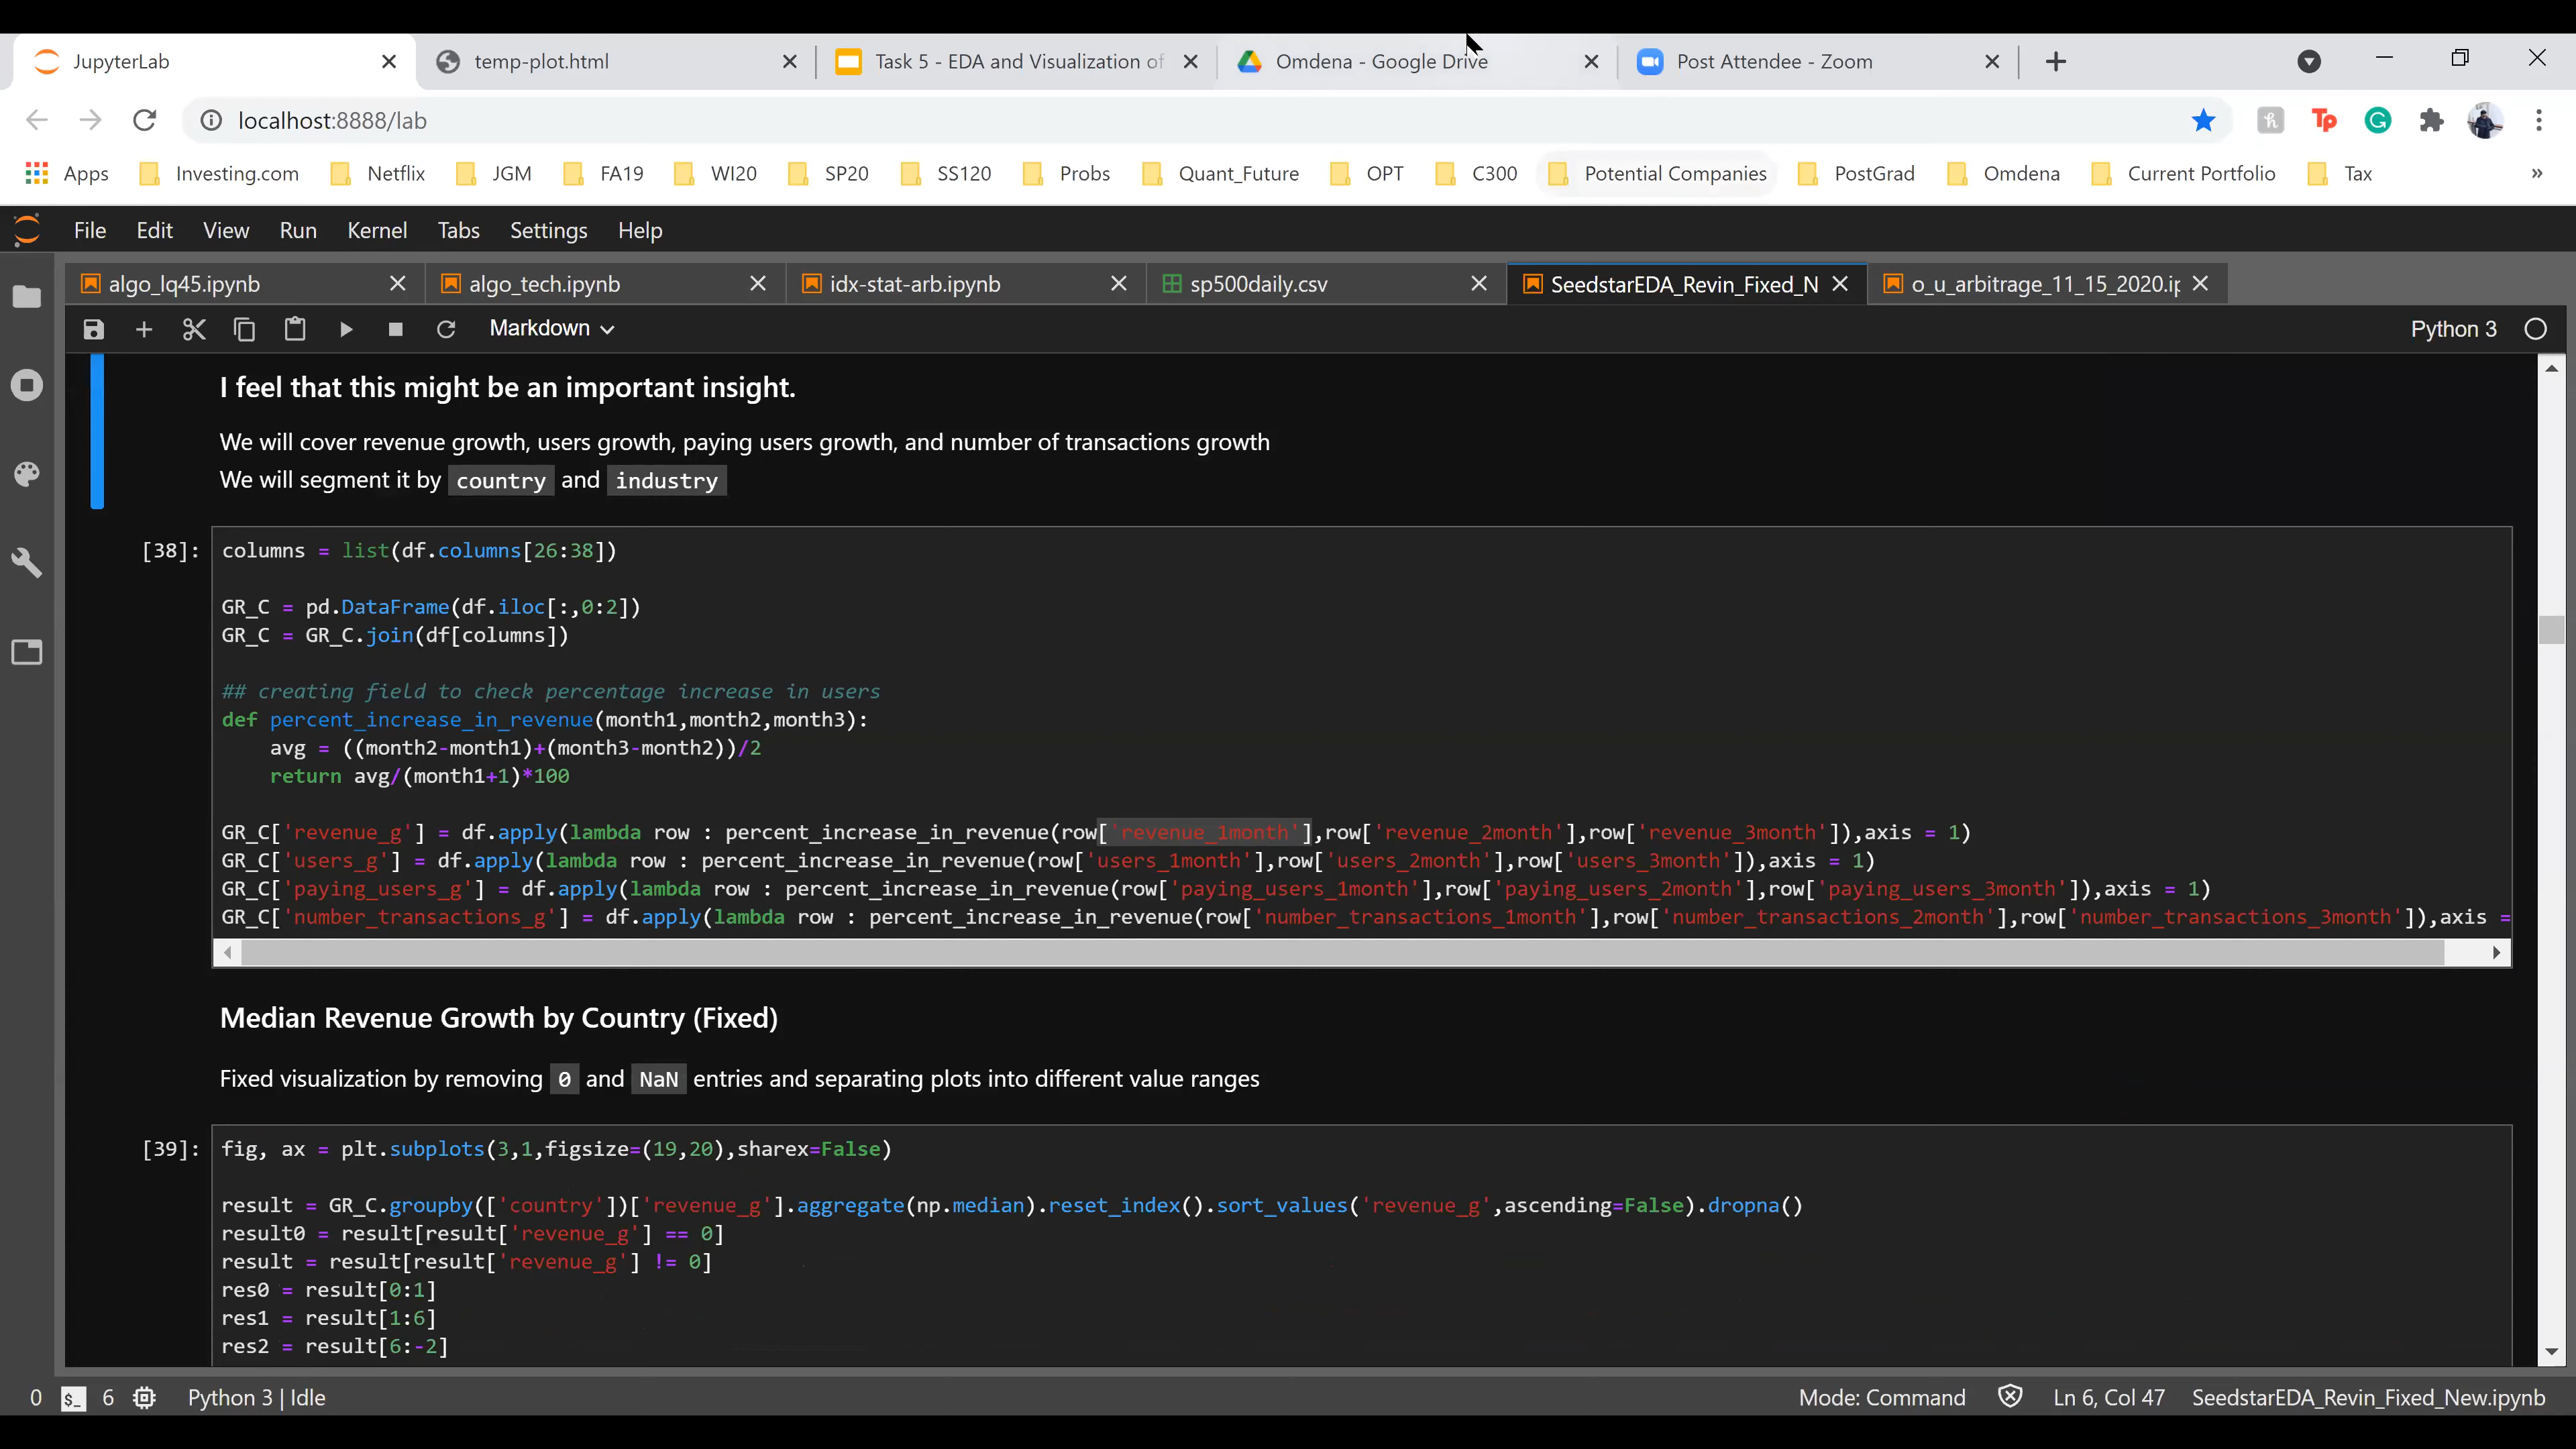 JupyterLab
temp-plot.html
Task 5 - EDA and Visualization of
Omdena - Google Drive
Post Attendee - Zoom
localhost:8888/lab
Apps Investing.com Netflix JGM FA19 WI20 SP20 SS120 Probs Quant_Future OPT C300 Potential Companies PostGrad Omdena Current Portfolio Tax »
File Edit View Run Kernel Tabs Settings Help
algo_lq45.ipynb
algo_tech.ipynb
idx-stat-arb.ipynb
sp500daily.csv
SeedstarEDA_Revin_Fixed_N
o_u_arbitrage_11_15_2020.ip
Markdown
Python 3
I feel that this might be an important insight.
We will cover revenue growth, users growth, paying users growth, and number of transactions growth
We will segment it by country and industry
[38]: columns = list(df.columns[26:38])
GR_C = pd.DataFrame(df.iloc[:,0:2])
GR_C = GR_C.join(df[columns])
## creating field to check percentage increase in users
def percent_increase_in_revenue(month1,month2,month3):
    avg = ((month2-month1)+(month3-month2))/2
    return avg/(month1+1)*100
GR_C['revenue_g'] = df.apply(lambda row : percent_increase_in_revenue(row['revenue_1month'],row['revenue_2month'],row['revenue_3month']),axis = 1)
GR_C['users_g'] = df.apply(lambda row : percent_increase_in_revenue(row['users_1month'],row['users_2month'],row['users_3month']),axis = 1)
GR_C['paying_users_g'] = df.apply(lambda row : percent_increase_in_revenue(row['paying_users_1month'],row['paying_users_2month'],row['paying_users_3month']),axis = 1)
GR_C['number_transactions_g'] = df.apply(lambda row : percent_increase_in_revenue(row['number_transactions_1month'],row['number_transactions_2month'],row['number_transactions_3month']),axis =
Median Revenue Growth by Country (Fixed)
Fixed visualization by removing 0 and NaN entries and separating plots into different value ranges
[39]: fig, ax = plt.subplots(3,1,figsize=(19,20),sharex=False)
result = GR_C.groupby(['country'])['revenue_g'].aggregate(np.median).reset_index().sort_values('revenue_g',ascending=False).dropna()
result0 = result[result['revenue_g'] == 0]
result = result[result['revenue_g'] != 0]
res0 = result[0:1]
res1 = result[1:6]
res2 = result[6:-2]
0 $_ 6 Python 3 | Idle Mode: Command Ln 6, Col 47 SeedstarEDA_Revin_Fixed_New.ipynb